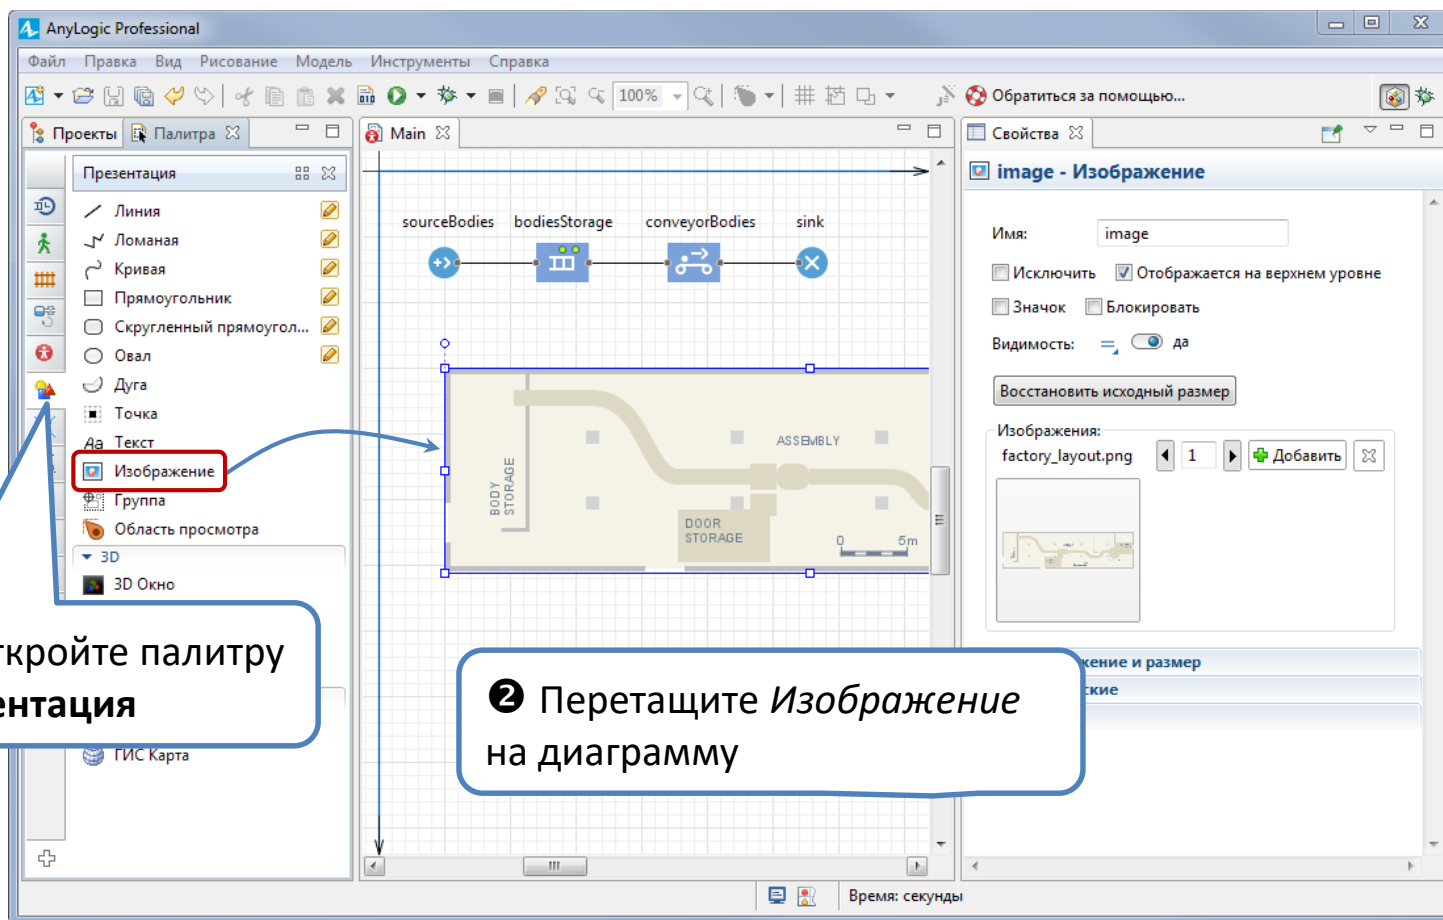 AnyLogic Professional
Файл Правка Вид Рисование Модель Инструменты Справка
100%
Обратиться за помощью...
Проекты Палитра
Main
Свойства
Презентация
Линия
Ломаная
Кривая
Прямоугольник
Скругленный прямоугол...
Овал
Дуга
Точка
Aa Текст
Изображение
Группа
Область просмотра
3D
3D Окно
ГИС Карта
ткройте палитру
ентация
sourceBodies bodiesStorage conveyorBodies sink
BODY
STORAGE
ASSEMBLY
DOOR
STORAGE
0 5m
❷ Перетащите Изображение
на диаграмму
image - Изображение
Имя: image
Исключить Отображается на верхнем уровне
Значок Блокировать
Видимость: = да
Восстановить исходный размер
Изображения:
factory_layout.png 1 Добавить
жение и размер
ские
Время: секунды